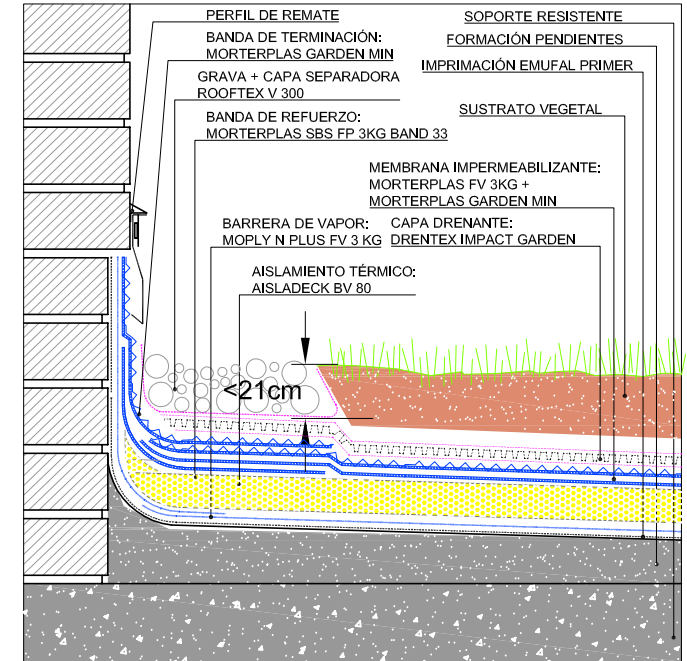 PERFIL DE REMATE
BANDA DE TERMINACIÓN:
MORTERPLAS GARDEN MIN
GRAVA + CAPA SEPARADORA
ROOFTEX V 300
BANDA DE REFUERZO:
MORTERPLAS SBS FP 3KG BAND 33
BARRERA DE VAPOR:
MOPLY N PLUS FV 3 KG
AISLAMIENTO TÉRMICO:
AISLADECK BV 80
SOPORTE RESISTENTE
FORMACIÓN PENDIENTES
IMPRIMACIÓN EMUFAL PRIMER
SUSTRATO VEGETAL
MEMBRANA IMPERMEABILIZANTE:
MORTERPLAS FV 3KG +
MORTERPLAS GARDEN MIN
CAPA DRENANTE:
DRENTEX IMPACT GARDEN
<21cm